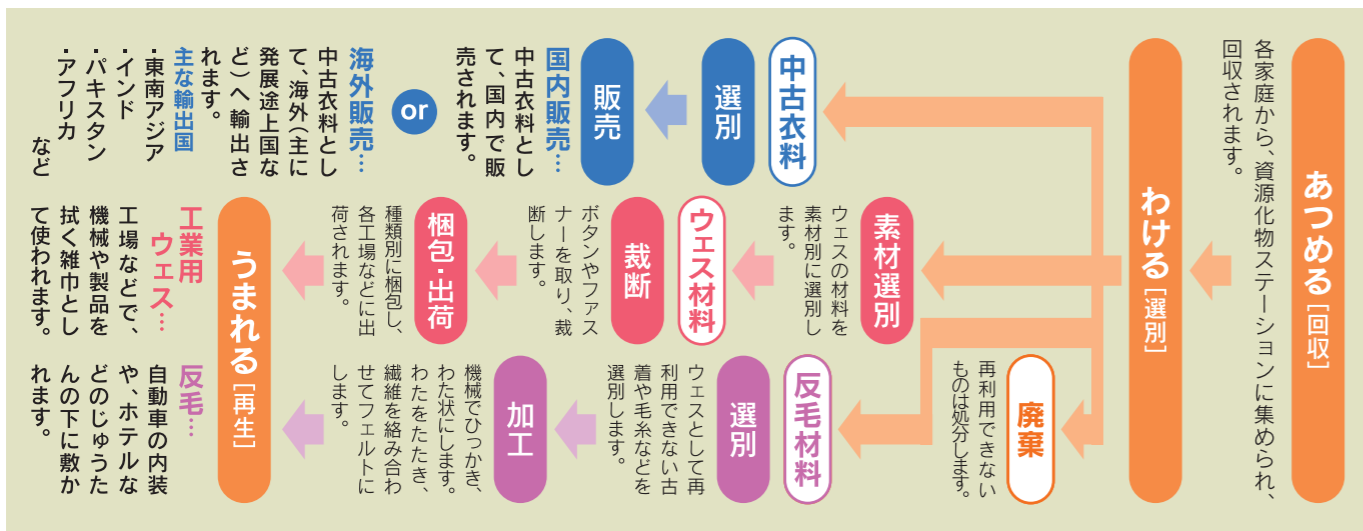 あつめる[回収]
各家庭から、資源化物ステーションに集められ、
回収されます。
わける[選別]
中古衣料
選別
販売
国内販売…
中古衣料とし
て、国内で販
売されます。
or
海外販売…
中古衣料とし
て、海外(主に
発展途上国な
ど)へ輸出さ
れます。
主な輸出国
・東南アジア
・インド
・パキスタン
・アフリカ
など
素材選別
ウェスの材料を
素材別に選別し
ます。
ウェス材料
裁断
ボタンやファス
ナーを取り、裁
断します。
梱包・出荷
種類別に梱包し、
各工場などに出
荷されます。
廃棄
再利用できない
ものは処分します。
反毛材料
選別
ウェスとして再
利用できない古
着や毛糸などを
選別します。
加工
機械でひっかき、
わた状にします。
わたをたたき、
繊維を絡み合わ
せてフェルトに
します。
うまれる[再生]
工業用
ウェス…
工場などで、
機械や製品を
拭く雑巾とし
て使われます。
反毛…
自動車の内装
や、ホテルな
どのじゅうた
んの下に敷か
れます。